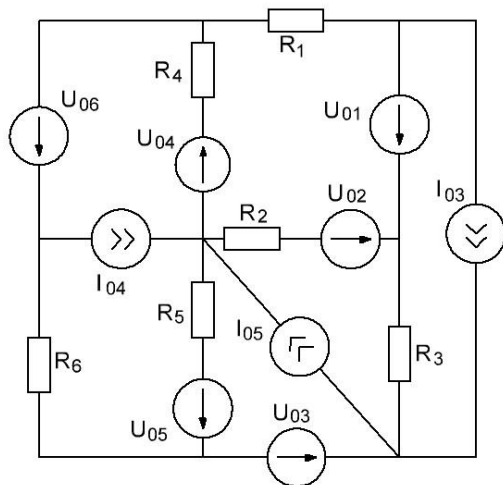 R₁
R₄
U₀₆
U₀₁
U₀₄
I₀₃
R₂
U₀₂
I₀₄
R₅
I₀₅
R₃
R₆
U₀₅
U₀₃